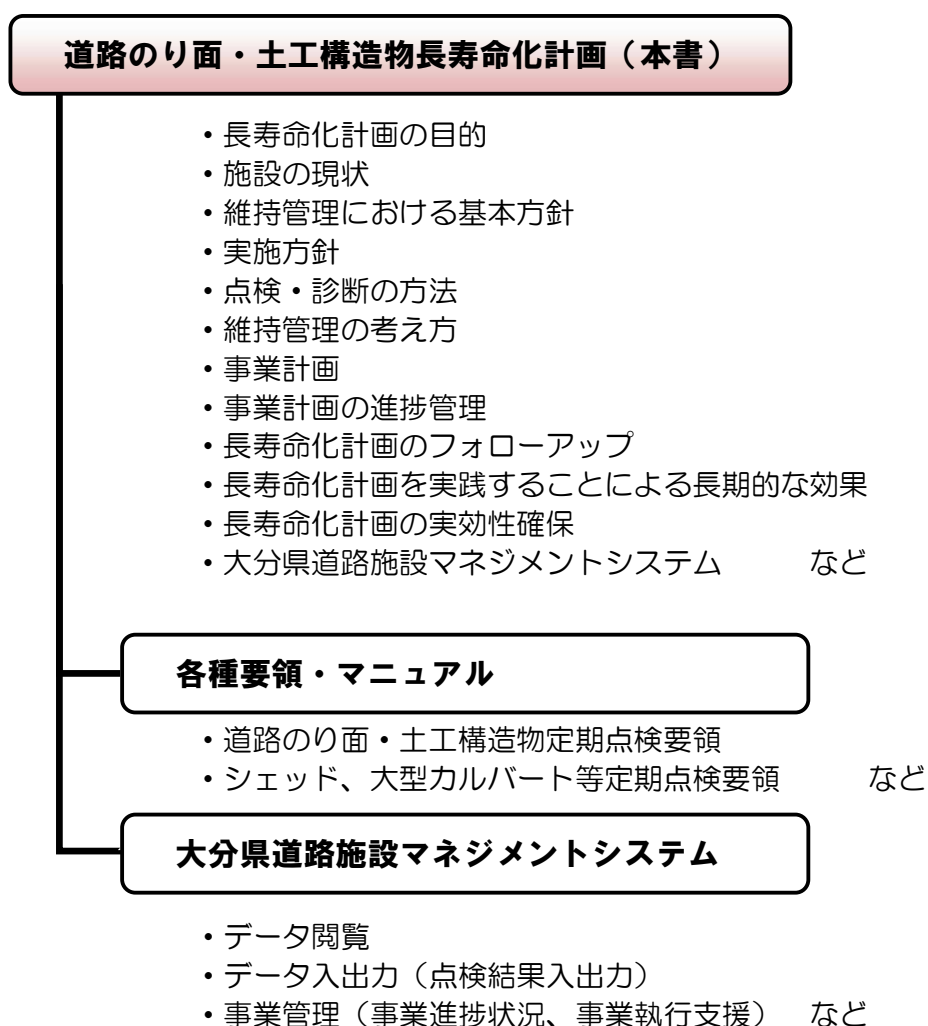 道路のり面・土工構造物長寿命化計画（本書）
・長寿命化計画の目的
・施設の現状
・維持管理における基本方針
・実施方針
・点検・診断の方法
・維持管理の考え方
・事業計画
・事業計画の進捗管理
・長寿命化計画のフォローアップ
・長寿命化計画を実践することによる長期的な効果
・長寿命化計画の実効性確保
・大分県道路施設マネジメントシステム　　　など
各種要領・マニュアル
・道路のり面・土工構造物定期点検要領
・シェッド、大型カルバート等定期点検要領　　　など
大分県道路施設マネジメントシステム
・データ閲覧
・データ入出力（点検結果入出力）
・事業管理（事業進捗状況、事業執行支援）　など